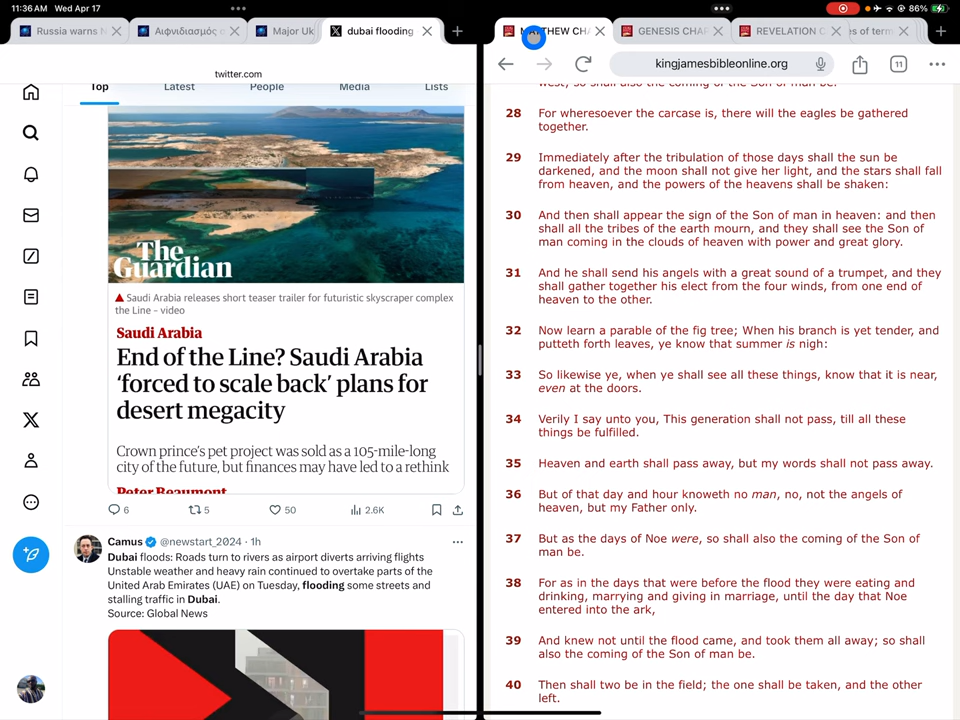 11:36 AM Wed Apr 17
86%
Russia warns N
Αιφνιδιασμός
Major Uk
dubai flooding
MATTHEW CHA
GENESIS CHAP
REVELATION C
es of term
twitter.com
kingjamesbibleonline.org
11
Top
Latest
People
Media
Lists
The
Guardian
Saudi Arabia releases short teaser trailer for futuristic skyscraper complex
the Line – video
Saudi Arabia
End of the Line? Saudi Arabia
‘forced to scale back’ plans for
desert megacity
Crown prince’s pet project was sold as a 105-mile-long
city of the future, but finances may have led to a rethink
Peter Beaumont
6
5
50
2.6K
Camus @newstart_2024 · 1h
Dubai floods: Roads turn to rivers as airport diverts arriving flights
Unstable weather and heavy rain continued to overtake parts of the
United Arab Emirates (UAE) on Tuesday, flooding some streets and
stalling traffic in Dubai.
Source: Global News
west; so shall also the coming of the Son of man be.
28 For wheresoever the carcase is, there will the eagles be gathered
together.
29 Immediately after the tribulation of those days shall the sun be
darkened, and the moon shall not give her light, and the stars shall fall
from heaven, and the powers of the heavens shall be shaken:
30 And then shall appear the sign of the Son of man in heaven: and then
shall all the tribes of the earth mourn, and they shall see the Son of
man coming in the clouds of heaven with power and great glory.
31 And he shall send his angels with a great sound of a trumpet, and they
shall gather together his elect from the four winds, from one end of
heaven to the other.
32 Now learn a parable of the fig tree; When his branch is yet tender, and
putteth forth leaves, ye know that summer is nigh:
33 So likewise ye, when ye shall see all these things, know that it is near,
even at the doors.
34 Verily I say unto you, This generation shall not pass, till all these
things be fulfilled.
35 Heaven and earth shall pass away, but my words shall not pass away.
36 But of that day and hour knoweth no man, no, not the angels of
heaven, but my Father only.
37 But as the days of Noe were, so shall also the coming of the Son of
man be.
38 For as in the days that were before the flood they were eating and
drinking, marrying and giving in marriage, until the day that Noe
entered into the ark,
39 And knew not until the flood came, and took them all away; so shall
also the coming of the Son of man be.
40 Then shall two be in the field; the one shall be taken, and the other
left.